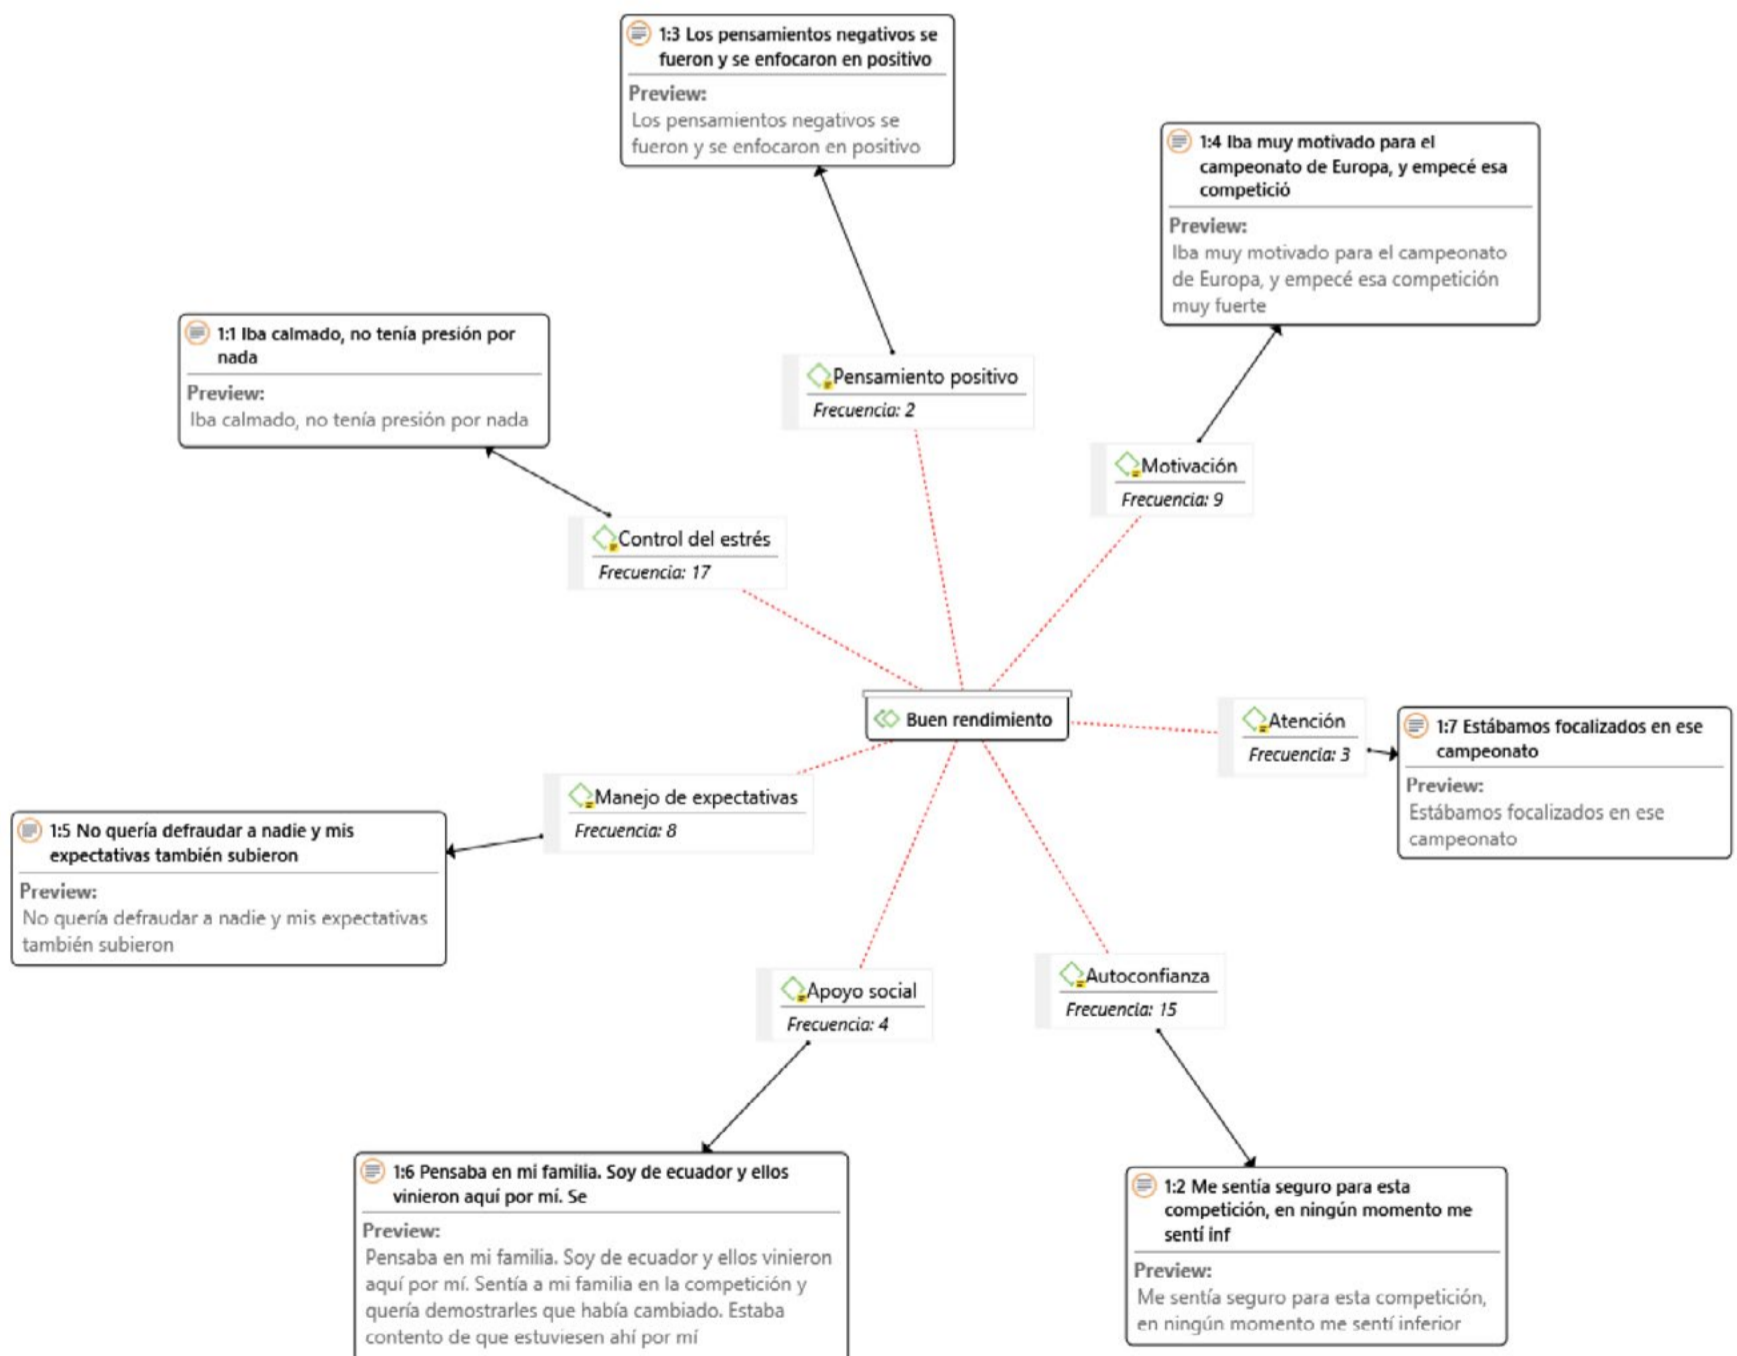 1:3 Los pensamientos negativos se
fueron y se enfocaron en positivo
Preview:
Los pensamientos negativos se
fueron y se enfocaron en positivo
1:4 Iba muy motivado para el
campeonato de Europa, y empecé esa
competició
Preview:
Iba muy motivado para el campeonato
de Europa, y empecé esa competición
muy fuerte
1:1 Iba calmado, no tenía presión por
nada
Preview:
Iba calmado, no tenía presión por nada
Pensamiento positivo
Frecuencia: 2
Motivación
Frecuencia: 9
Control del estrés
Frecuencia: 17
Buen rendimiento
Atención
Frecuencia: 3
1:7 Estábamos focalizados en ese
campeonato
Preview:
Estábamos focalizados en ese
campeonato
Manejo de expectativas
Frecuencia: 8
1:5 No quería defraudar a nadie y mis
expectativas también subieron
Preview:
No quería defraudar a nadie y mis expectativas
también subieron
Apoyo social
Frecuencia: 4
Autoconfianza
Frecuencia: 15
1:6 Pensaba en mi familia. Soy de ecuador y ellos
vinieron aquí por mí. Se
Preview:
Pensaba en mi familia. Soy de ecuador y ellos vinieron
aquí por mí. Sentía a mi familia en la competición y
quería demostrarles que había cambiado. Estaba
contento de que estuviesen ahí por mí
1:2 Me sentía seguro para esta
competición, en ningún momento me
sentí inf
Preview:
Me sentía seguro para esta competición,
en ningún momento me sentí inferior